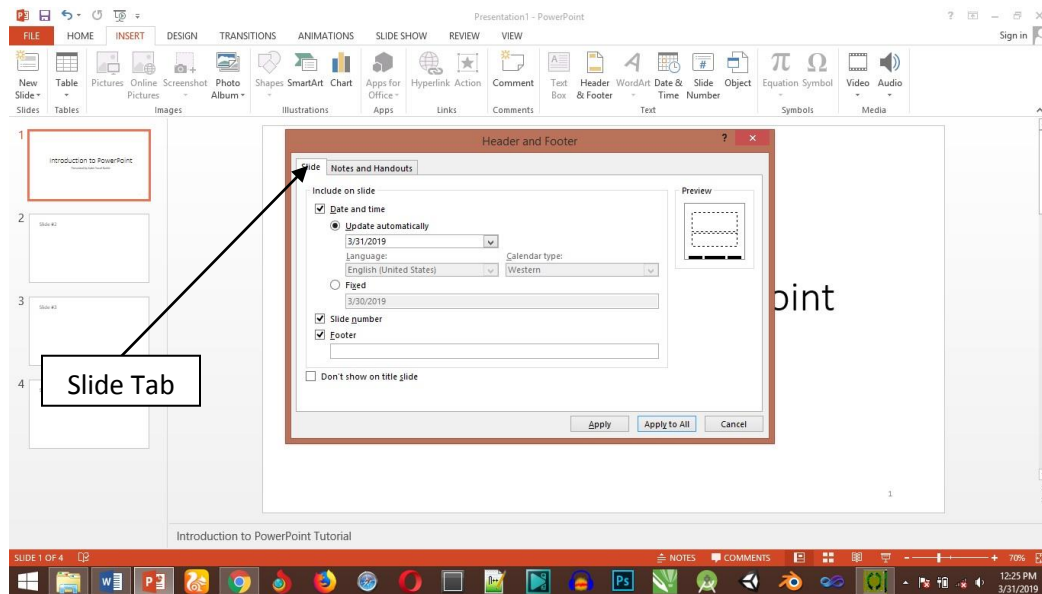 Presentation1 - PowerPoint
FILE HOME INSERT DESIGN TRANSITIONS ANIMATIONS SLIDE SHOW REVIEW VIEW Sign in
New Slide Table Pictures Online Pictures Screenshot Photo Album Shapes SmartArt Chart Apps for Office Hyperlink Action Comment Text Box Header & Footer WordArt Date & Time Slide Number Object Equation Symbol Video Audio
Slides Tables Images Illustrations Apps Links Comments Text Symbols Media
1
Introduction to PowerPoint
2
3
4
Slide Tab
Header and Footer
Slide Notes and Handouts
Include on slide
Date and time
Update automatically
3/31/2019
Language: Calendar type:
English (United States) Western
Fixed
3/30/2019
Slide number
Footer
Don't show on title slide
Preview
Apply Apply to All Cancel
oint
1
Introduction to PowerPoint Tutorial
SLIDE 1 OF 4 NOTES COMMENTS 70%
12:25 PM
3/31/2019